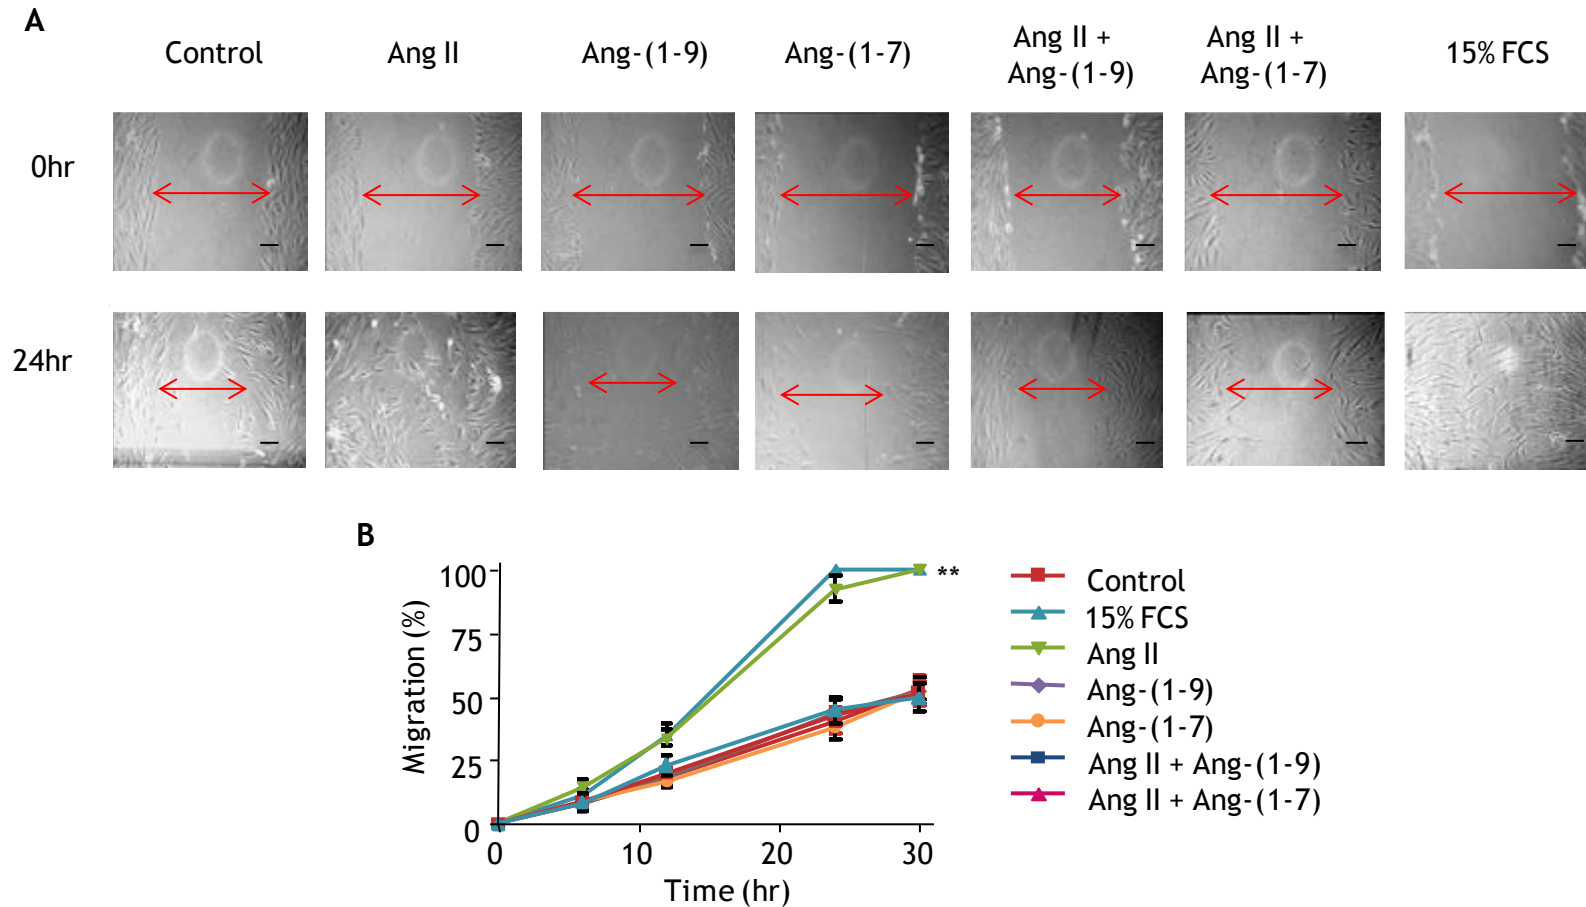 A
Control
Ang II
Ang-(1-9)
Ang-(1-7)
Ang II +
Ang-(1-9)
Ang II +
Ang-(1-7)
15% FCS
0hr
24hr
B
Migration (%)
100
75
50
25
0
**
0
10
20
30
Time (hr)
Control
15% FCS
Ang II
Ang-(1-9)
Ang-(1-7)
Ang II + Ang-(1-9)
Ang II + Ang-(1-7)